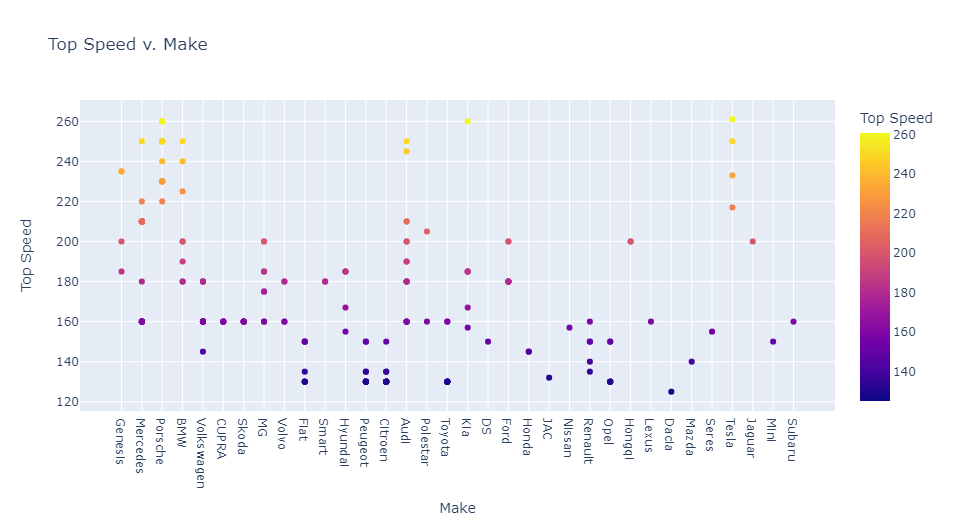 Top Speed v. Make
Top Speed
260
240
220
200
180
160
140
120
Genesis
Mercedes
Porsche
BMW
Volkswagen
CUPRA
Skoda
MG
Volvo
Fiat
Smart
Hyundai
Peugeot
Citroen
Audi
Polestar
Toyota
Kia
DS
Ford
Honda
JAC
Nissan
Renault
Opel
Hongqi
Lexus
Dacia
Mazda
Seres
Tesla
Jaguar
Mini
Subaru
Make
Top Speed
260
240
220
200
180
160
140